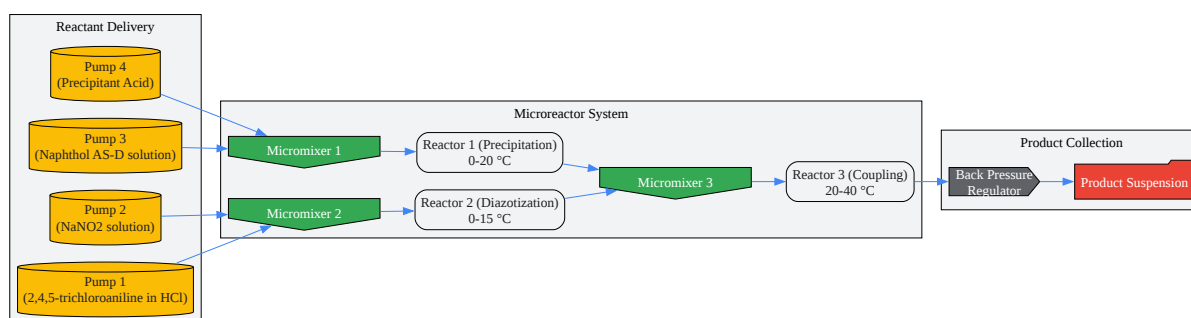 Reactant Delivery
Pump 4
(Precipitant Acid)
Pump 3
(Naphthol AS-D solution)
Pump 2
(NaNO2 solution)
Pump 1
(2,4,5-trichloroaniline in HCl)
Microreactor System
Micromixer 1
Reactor 1 (Precipitation)
0-20 °C
Micromixer 2
Reactor 2 (Diazotization)
0-15 °C
Micromixer 3
Reactor 3 (Coupling)
20-40 °C
Product Collection
Back Pressure
Regulator
Product Suspension